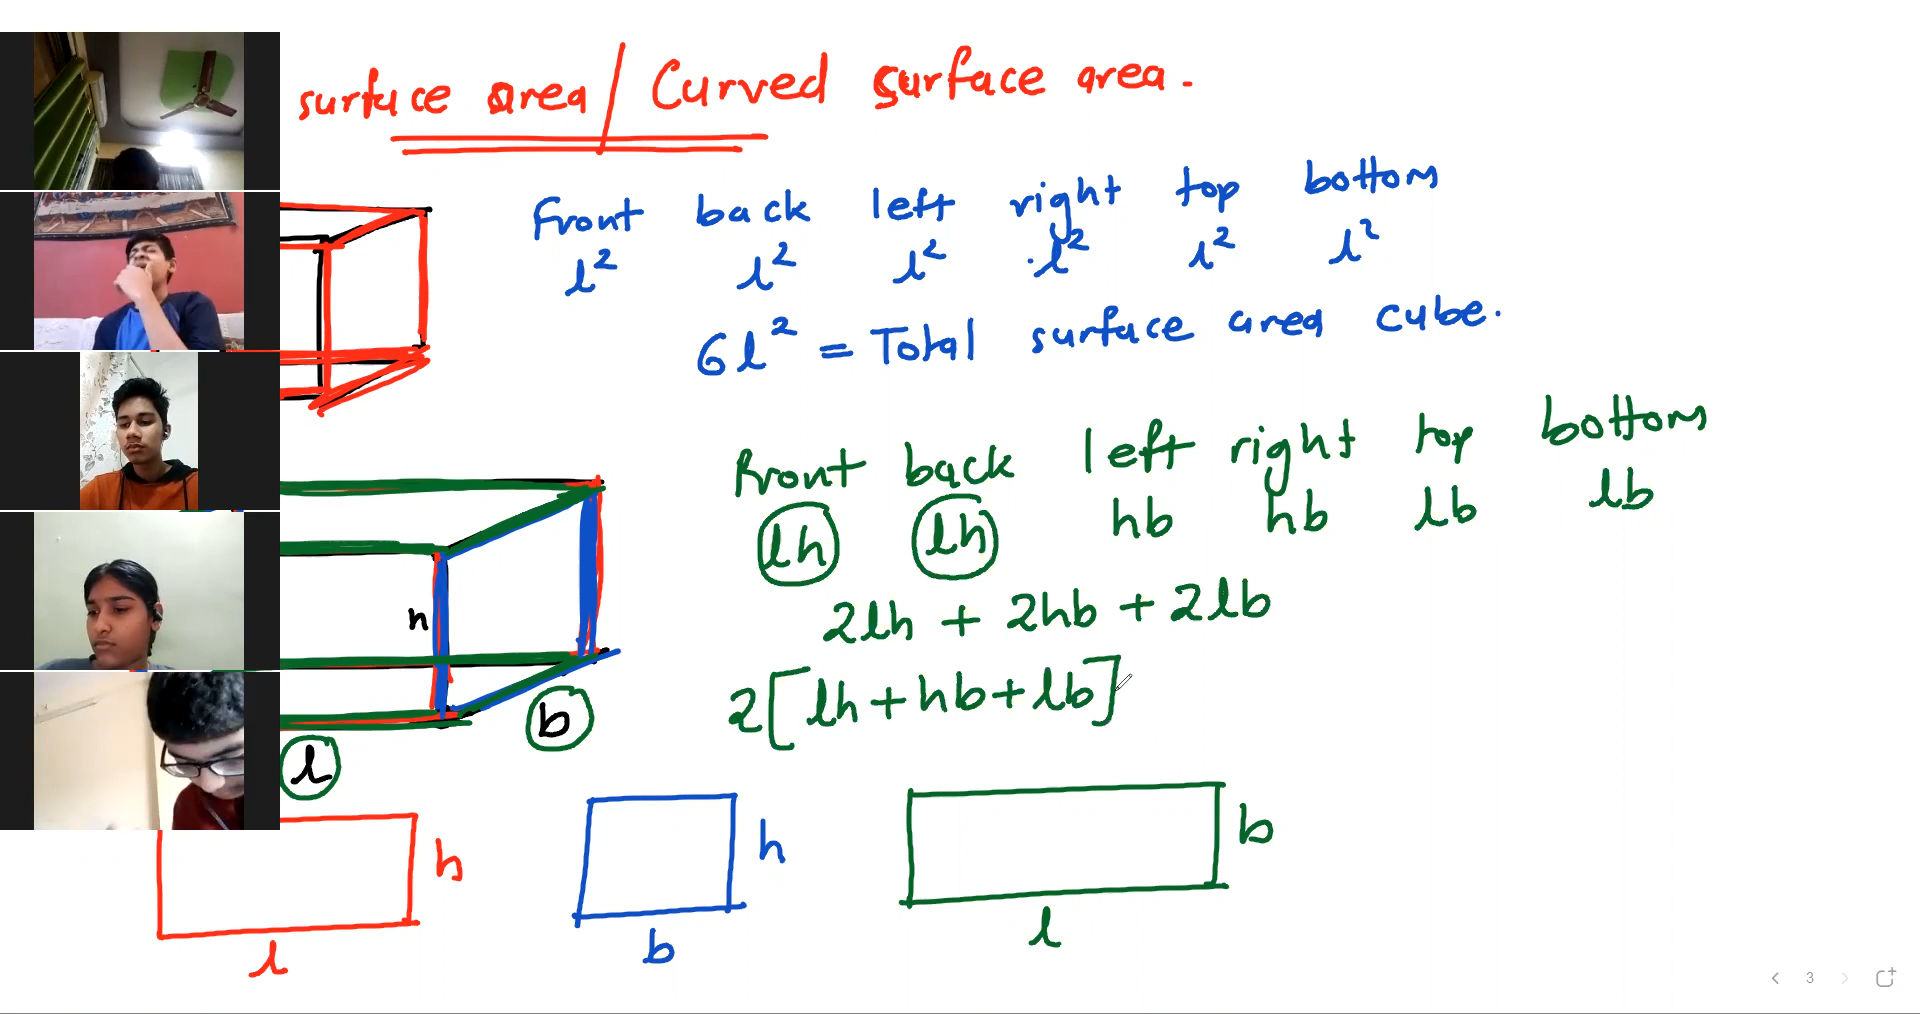 surface area / Curved surface area.
Front back left right top bottom
l² l² l² .l² l² l²
6l² = Total surface area cube.
Front back left right top bottom
lh lh hb hb lb lb
2lh + 2hb + 2lb
2[lh+hb+lb]
h
b
l
h
l
h
b
b
l
3